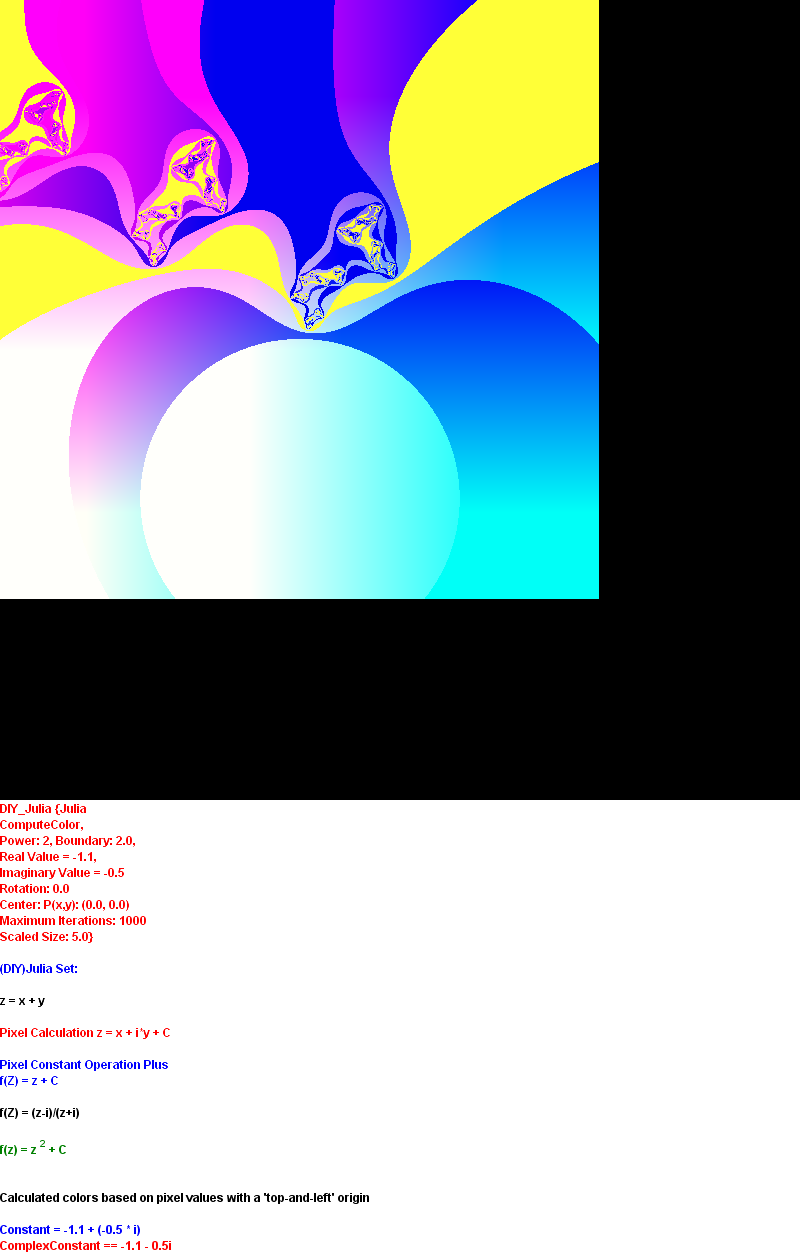 DIY_Julia {Julia
ComputeColor,
Power: 2, Boundary: 2.0,
Real Value = -1.1,
Imaginary Value = -0.5
Rotation: 0.0
Center: P(x,y): (0.0, 0.0)
Maximum Iterations: 1000
Scaled Size: 5.0}
(DIY)Julia Set:
z = x + y
Pixel Calculation z = x + i*y + C
Pixel Constant Operation Plus
f(Z) = z + C
f(Z) = (z-i)/(z+i)
f(z) = z ² + C
Calculated colors based on pixel values with a 'top-and-left' origin
Constant = -1.1 + (-0.5 * i)
ComplexConstant == -1.1 - 0.5i